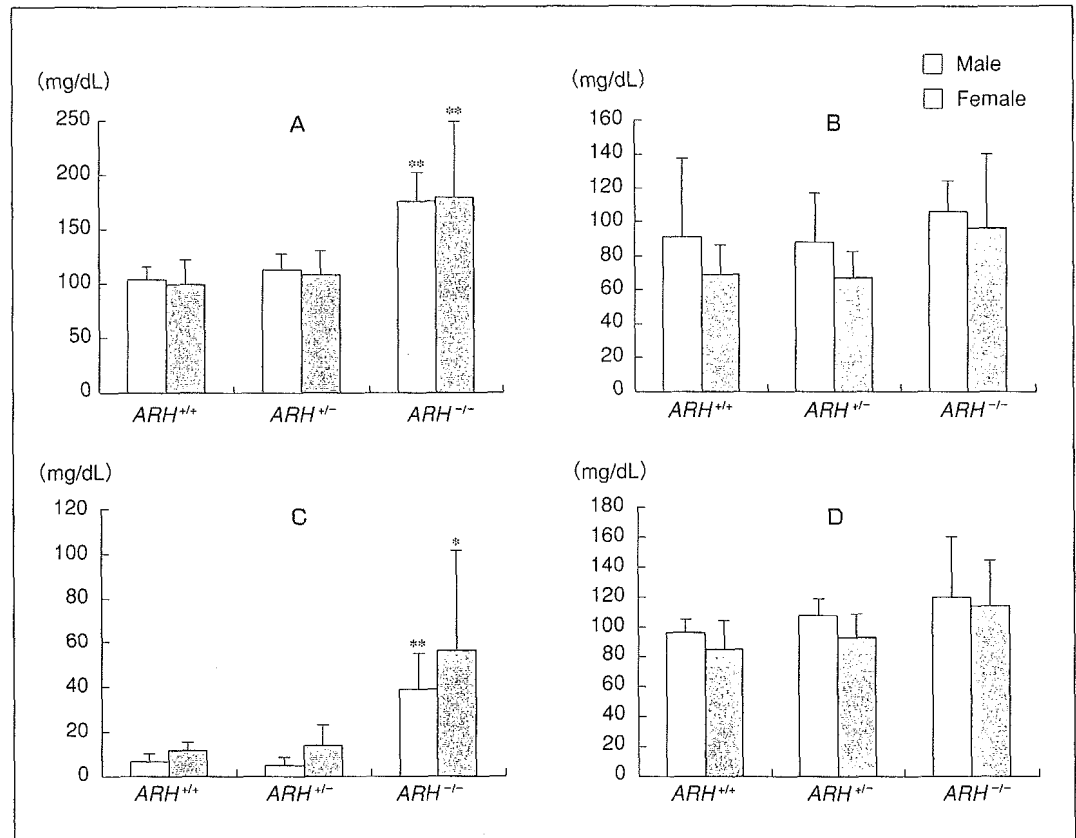 (mg/dL)
A
250
200
150
100
50
0
**
**
ARH+/+
ARH+/−
ARH−/−
(mg/dL)
B
Male
Female
160
140
120
100
80
60
40
20
0
ARH+/+
ARH+/−
ARH−/−
(mg/dL)
C
120
100
80
60
40
20
0
**
*
ARH+/+
ARH+/−
ARH−/−
(mg/dL)
D
180
160
140
120
100
80
60
40
20
0
ARH+/+
ARH+/−
ARH−/−